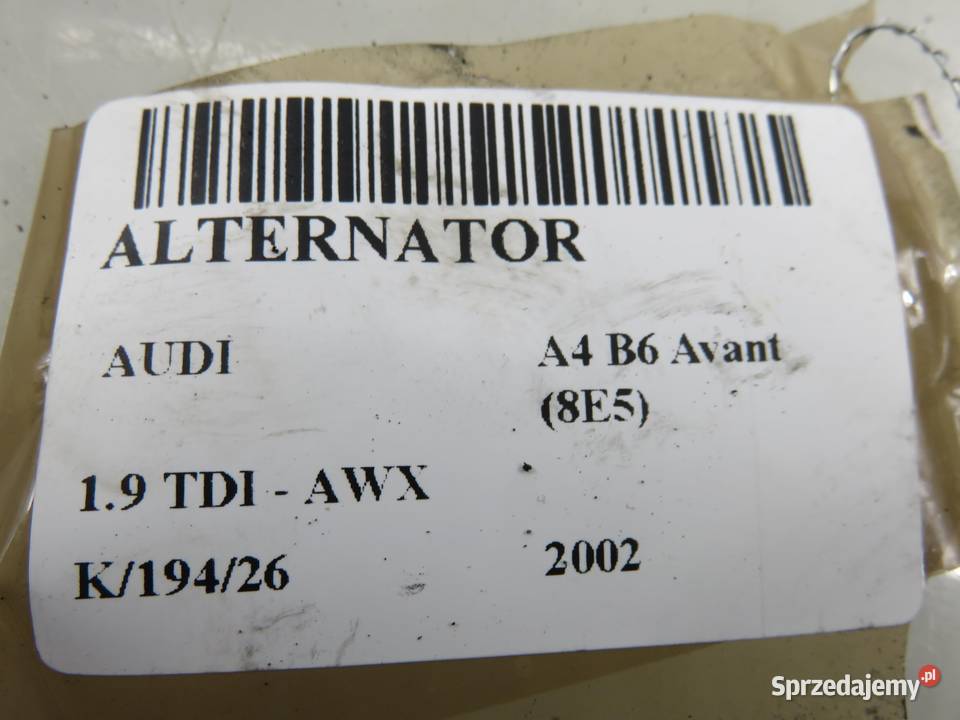 ALTERNATOR
AUDI A4 B6 Avant
(8E5)
1.9 TDI - AWX
K/194/26 2002
Sprzedajemy.pl